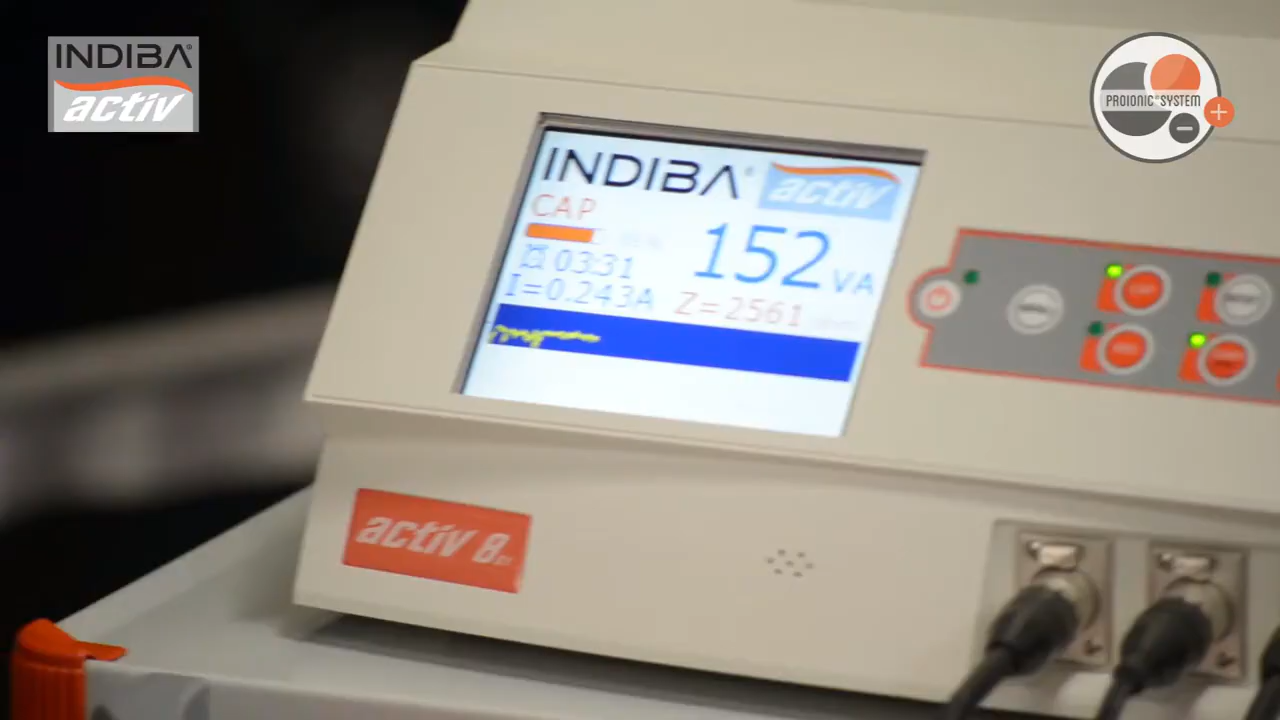 INDIBA®
activ
PROIONIC® SYSTEM
INDIBA®
activ
CAP
152 VA
03:31
I=0.243A Z=2561
activ 8